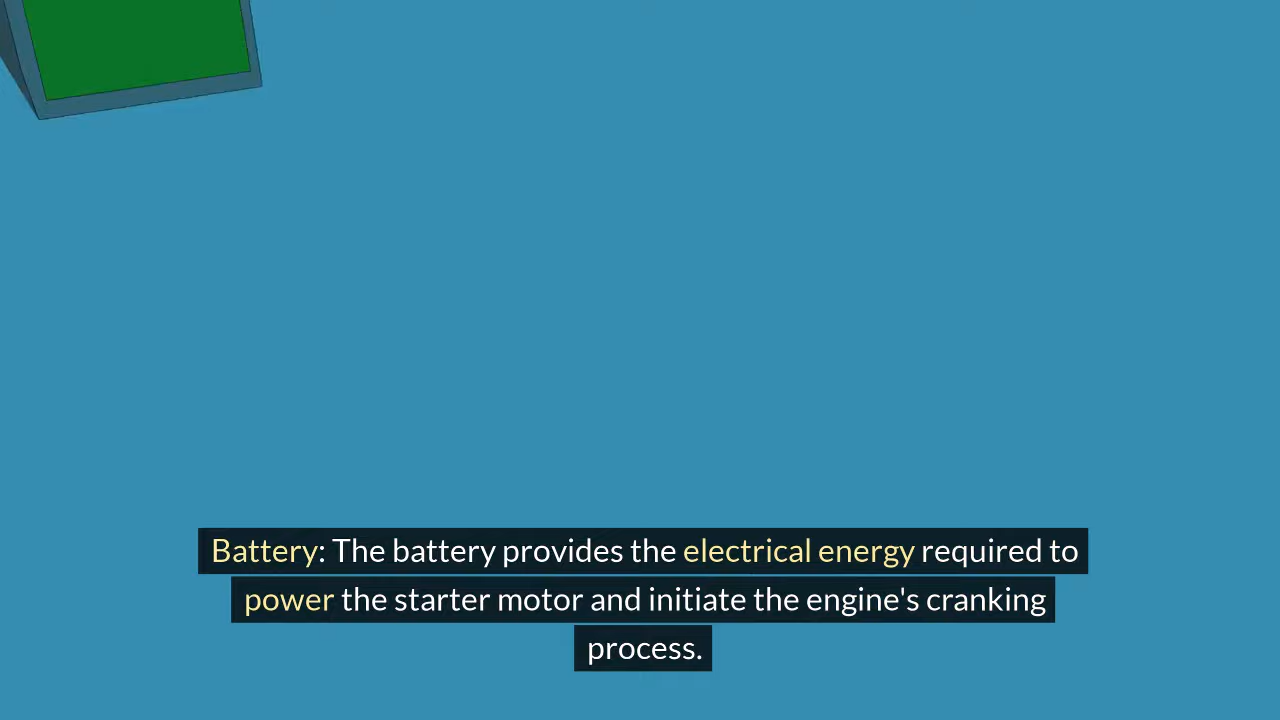 Battery: The battery provides the electrical energy required to
power the starter motor and initiate the engine's cranking
process.